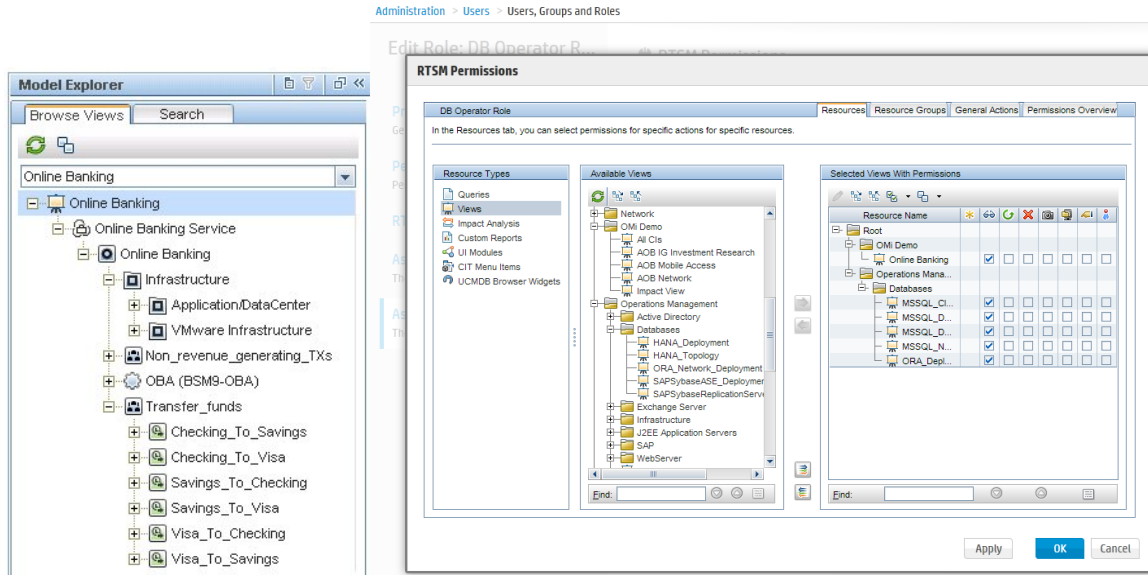 Administration > Users > Users, Groups and Roles
Edit Role: DB Operator R...
RTSM Permissions
Model Explorer
Browse Views
Search
Online Banking
Online Banking
Online Banking Service
Online Banking
Infrastructure
Application/DataCenter
VMware Infrastructure
Non_revenue_generating_TXs
OBA (BSM9-OBA)
Transfer_funds
Checking_To_Savings
Checking_To_Visa
Savings_To_Checking
Savings_To_Visa
Visa_To_Checking
Visa_To_Savings
RTSM Permissions
DB Operator Role
Resources
Resource Groups
General Actions
Permissions Overview
In the Resources tab, you can select permissions for specific actions for specific resources.
Resource Types
Queries
Views
Impact Analysis
Custom Reports
UI Modules
CIT Menu Items
UCMDB Browser Widgets
Available Views
Network
OMi Demo
All CIs
AOB IG Investment Research
AOB Mobile Access
AOB Network
Impact View
Operations Management
Active Directory
Databases
HANA_Deployment
HANA_Topology
ORA_Network_Deployment
SAPSybaseASE_Deploymer
SAPSybaseReplicationServ
Exchange Server
Infrastructure
J2EE Application Servers
SAP
WebServer
Find:
Selected Views With Permissions
Resource Name
Root
OMi Demo
Online Banking
Operations Mana...
Databases
MSSQL_Cl...
MSSQL_D...
MSSQL_D...
MSSQL_N...
ORA_Depl...
Find:
Apply
OK
Cancel